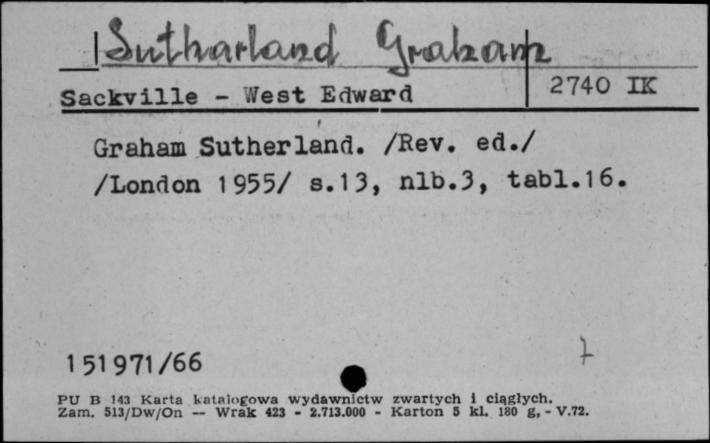 Sutharland Graham
Sackville - West Edward 2740 IK
Graham Sutherland. /Rev. ed./
/London 1955/ s.13, nlb.3, tabl.16.
151971/66 7
PU B 143 Karta katalogowa wydawnictw zwartych i ciągłych.
Zam. 513/Dw/On — Wrak 423 - 2.713.000 - Karton 5 kl. 180 g, - V.72.